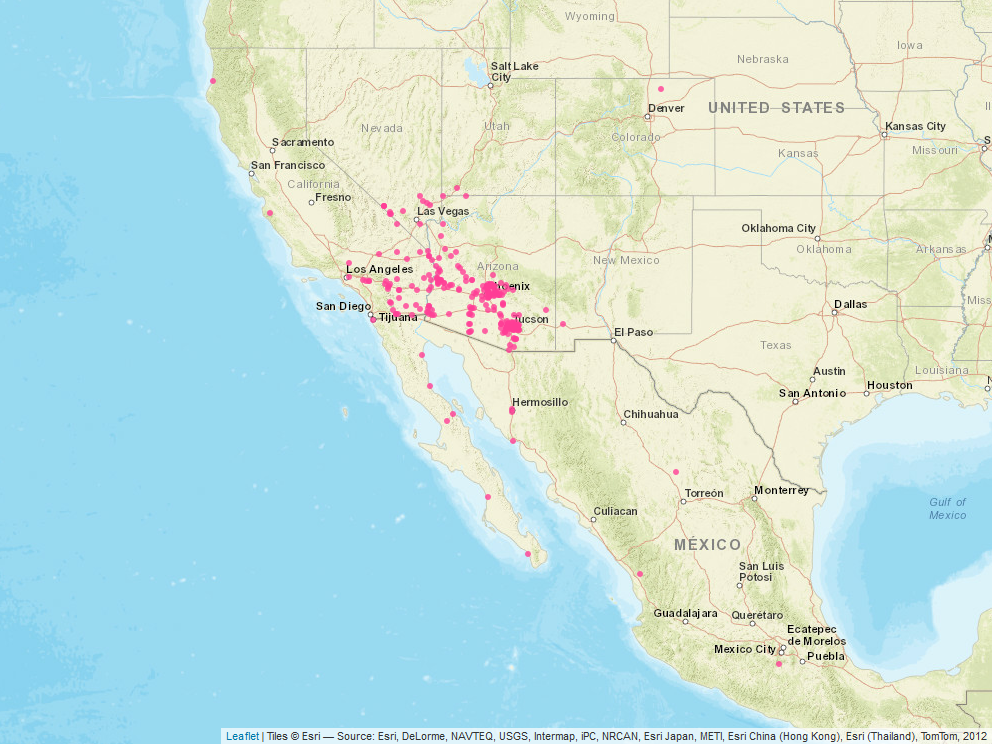 Wyoming
Iowa
Salt Lake
City
Nebraska
Denver
UNITED STATES
Nevada
Utah
Colorado
Kansas City
Sacramento
Kansas
Missouri
San Francisco
California
Fresno
Las Vegas
Oklahoma City
Oklahoma
Arkansas
Los Angeles
Arizona
New Mexico
San Diego
Tijuana
Tucson
El Paso
Dallas
Texas
Austin
Louisiana
San Antonio
Houston
Hermosillo
Chihuahua
Torreón
Monterrey
Gulf of
Mexico
Culiacan
MÉXICO
San Luis
Potosi
Guadalajara
Querétaro
Ecatepec
de Morelos
Mexico City
Puebla
Leaflet | Tiles © Esri — Source: Esri, DeLorme, NAVTEQ, USGS, Intermap, iPC, NRCAN, Esri Japan, METI, Esri China (Hong Kong), Esri (Thailand), TomTom, 2012